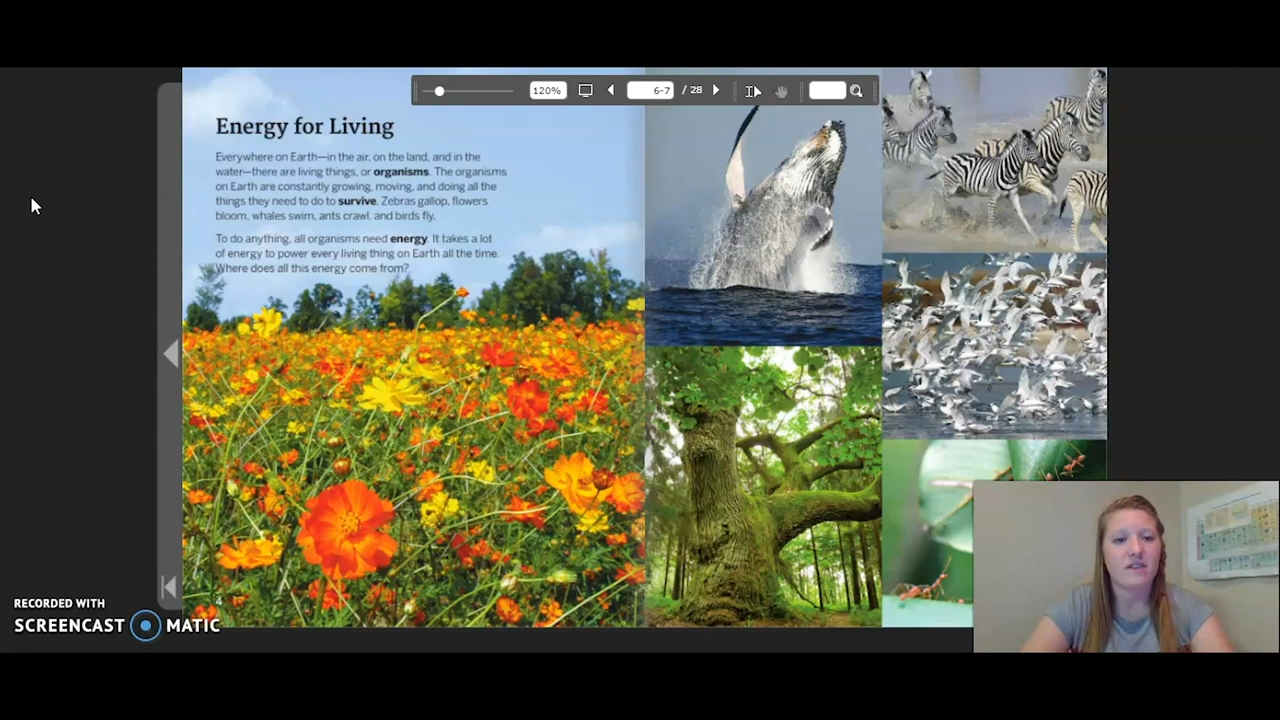 120%
6-7 / 28
Energy for Living
Everywhere on Earth—in the air, on the land, and in the
water—there are living things, or organisms. The organisms
on Earth are constantly growing, moving, and doing all the
things they need to do to survive. Zebras gallop, flowers
bloom, whales swim, ants crawl, and birds fly.
To do anything, all organisms need energy. It takes a lot
of energy to power every living thing on Earth all the time.
Where does all this energy come from?
4
RECORDED WITH
SCREENCAST MATIC